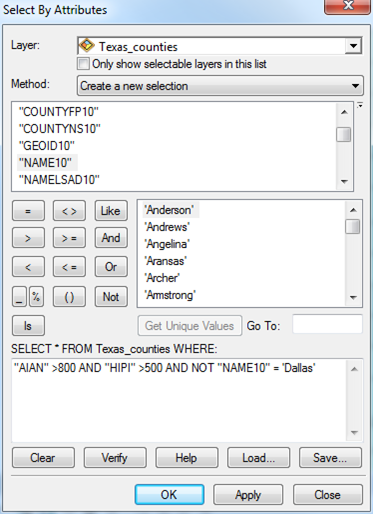 Select By Attributes
Layer: Texas_counties
Only show selectable layers in this list
Method: Create a new selection
"COUNTYFP10"
"COUNTYNS10"
"GEOID10"
"NAME10"
"NAMELSAD10"
= < > Like
> > = And
< < = Or
_ % ( ) Not
Is
'Anderson'
'Andrews'
'Angelina'
'Aransas'
'Archer'
'Armstrong'
Get Unique Values Go To:
SELECT * FROM Texas_counties WHERE:
"AIAN" >800 AND "HIPI" >500 AND NOT "NAME10" = 'Dallas'
Clear Verify Help Load... Save...
OK Apply Close